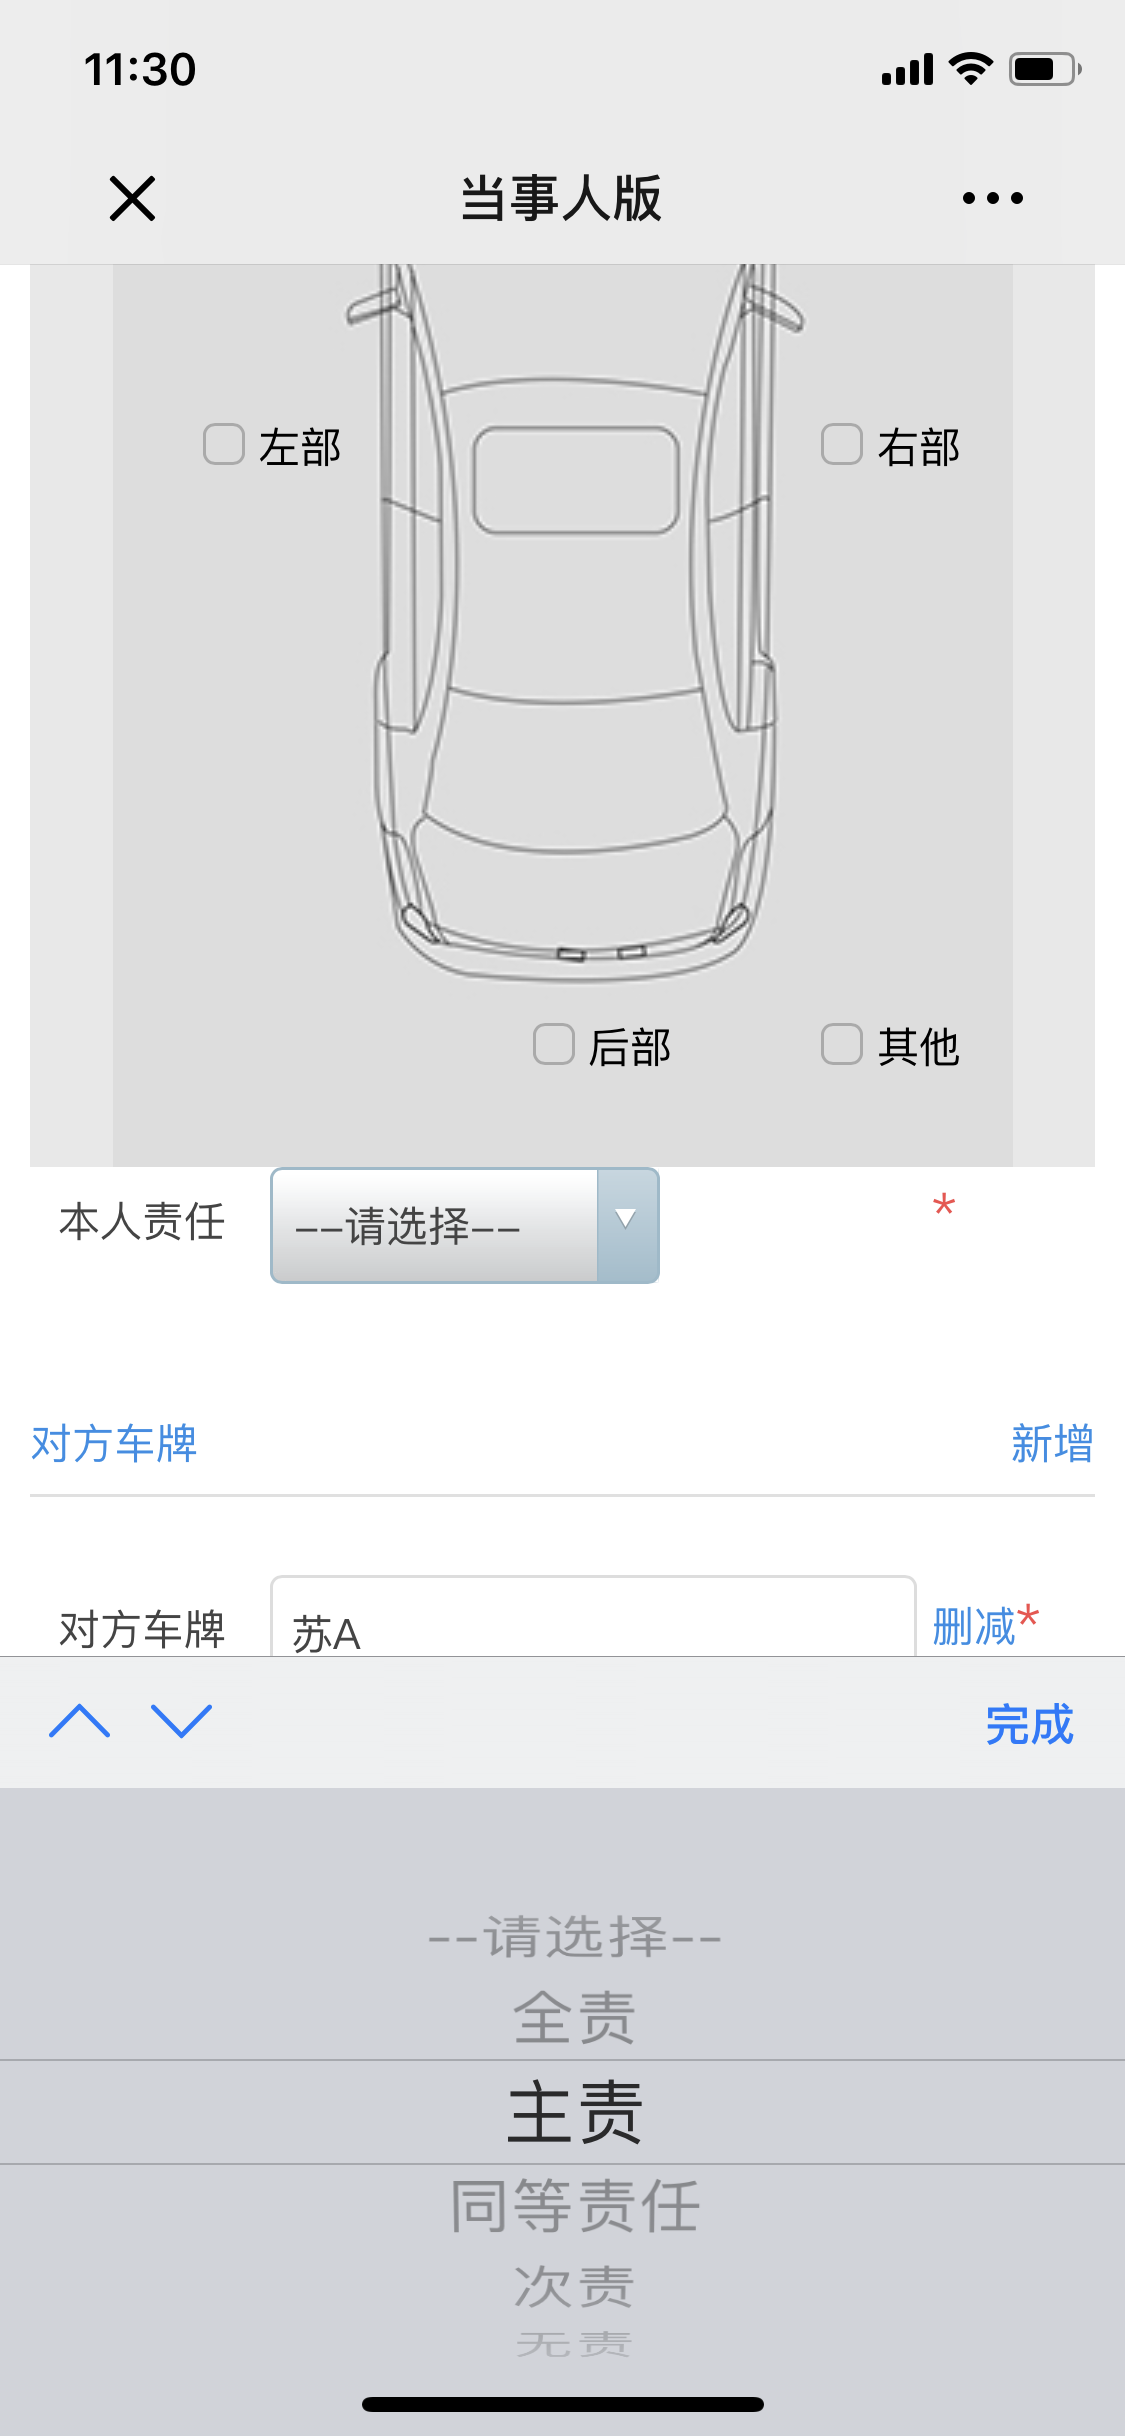 11:30
当事人版
左部
右部
后部
其他
本人责任
--请选择--
*
对方车牌
新增
对方车牌
苏A
删减*
完成
--请选择--
全责
主责
同等责任
次责
无责